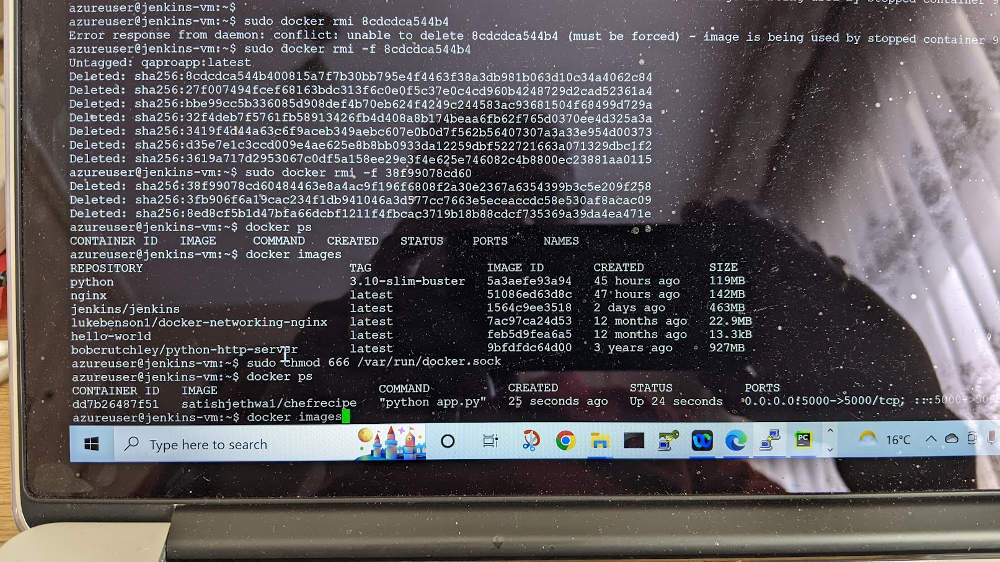 azureuser@jenkins-vm:~$
azureuser@jenkins-vm:~$ sudo docker rmi 8cdcdca544b4
Error response from daemon: conflict: unable to delete 8cdcdca544b4 (must be forced) - image is being used by stopped container 9
azureuser@jenkins-vm:~$ sudo docker rmi -f 8cdcdca544b4
Untagged: qaproapp:latest
Deleted: sha256:8cdcdca544b400815a7f7b30bb795e4f4463f38a3db981b063d10c34a4062c84
Deleted: sha256:27f007494fcef68163bdc313f6c0e0f5c37e0c4cd960b4248729d2cad52361a4
Deleted: sha256:bbe99cc5b336085d908def4b70eb624f4249c244583ac93681504f68499d729a
Deleted: sha256:32f4deb7f5761fb58913426fb4d408a8b174beaa6fb62f765d0370ee4d325a3a
Deleted: sha256:3419f4d44a63c6f9aceb349aebc607e0b0d7f562b56407307a3a33e954d00373
Deleted: sha256:d35e7e1c3ccd009e4ae625e8b8bb0933da12259dbf522721663a071329dbc1f2
Deleted: sha256:3619a717d2953067c0df5a158ee29e3f4e625e746082c4b8800ec23881aa0115
azureuser@jenkins-vm:~$ sudo docker rmi -f 38f99078cd60
Deleted: sha256:38f99078cd60484463e8a4ac9f196f6808f2a30e2367a6354399b3c5e209f258
Deleted: sha256:3fb906f6a19cac234f1db941046a3d577cc7663e5eceaccdc58e530af8acac09
Deleted: sha256:8ed8cf5b1d47bfa66dcbf1211f4fbcac3719b18b88cdcf735369a39da4ea471e
azureuser@jenkins-vm:~$ docker ps
CONTAINER ID IMAGE COMMAND CREATED STATUS PORTS NAMES
azureuser@jenkins-vm:~$ docker images
REPOSITORY TAG IMAGE ID CREATED SIZE
python 3.10-slim-buster 5a3aefe93a94 45 hours ago 119MB
nginx latest 51086ed63d8c 47 hours ago 142MB
jenkins/jenkins latest 1564c9ee3518 2 days ago 463MB
lukebenson1/docker-networking-nginx latest 7ac97ca24d53 12 months ago 22.9MB
hello-world latest feb5d9fea6a5 12 months ago 13.3kB
bobcrutchley/python-http-server latest 9bfdfdc64d00 3 years ago 927MB
azureuser@jenkins-vm:~$ sudo chmod 666 /var/run/docker.sock
azureuser@jenkins-vm:~$ docker ps
CONTAINER ID IMAGE COMMAND CREATED STATUS PORTS
dd7b26487f51 satishjethwa1/chefrecipe "python app.py" 25 seconds ago Up 24 seconds 0.0.0.0:5000->5000/tcp, :::5000->500
azureuser@jenkins-vm:~$ docker images
Type here to search
PC
16°C